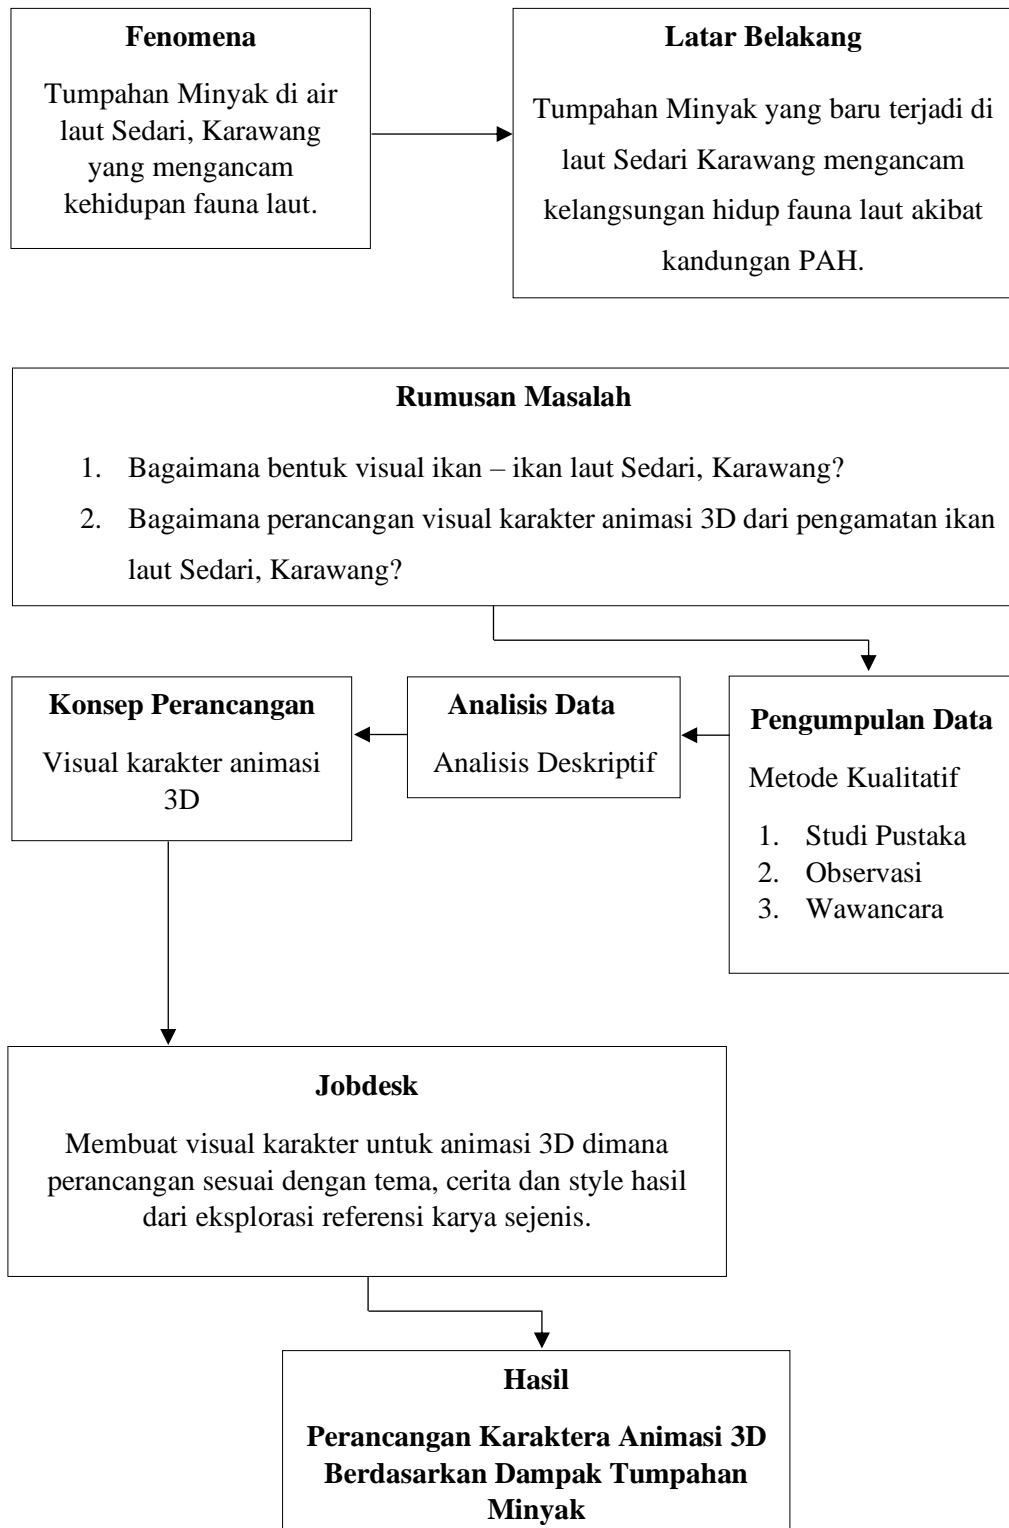 Fenomena
Tumpahan Minyak di air
laut Sedari, Karawang
yang mengancam
kehidupan fauna laut.
Latar Belakang
Tumpahan Minyak yang baru terjadi di
laut Sedari Karawang mengancam
kelangsungan hidup fauna laut akibat
kandungan PAH.
Rumusan Masalah
1. Bagaimana bentuk visual ikan – ikan laut Sedari, Karawang?
2. Bagaimana perancangan visual karakter animasi 3D dari pengamatan ikan
laut Sedari, Karawang?
Konsep Perancangan
Visual karakter animasi
3D
Analisis Data
Analisis Deskriptif
Pengumpulan Data
Metode Kualitatif
1. Studi Pustaka
2. Observasi
3. Wawancara
Jobdesk
Membuat visual karakter untuk animasi 3D dimana
perancangan sesuai dengan tema, cerita dan style hasil
dari eksplorasi referensi karya sejenis.
Hasil
Perancangan Karaktera Animasi 3D
Berdasarkan Dampak Tumpahan
Minyak